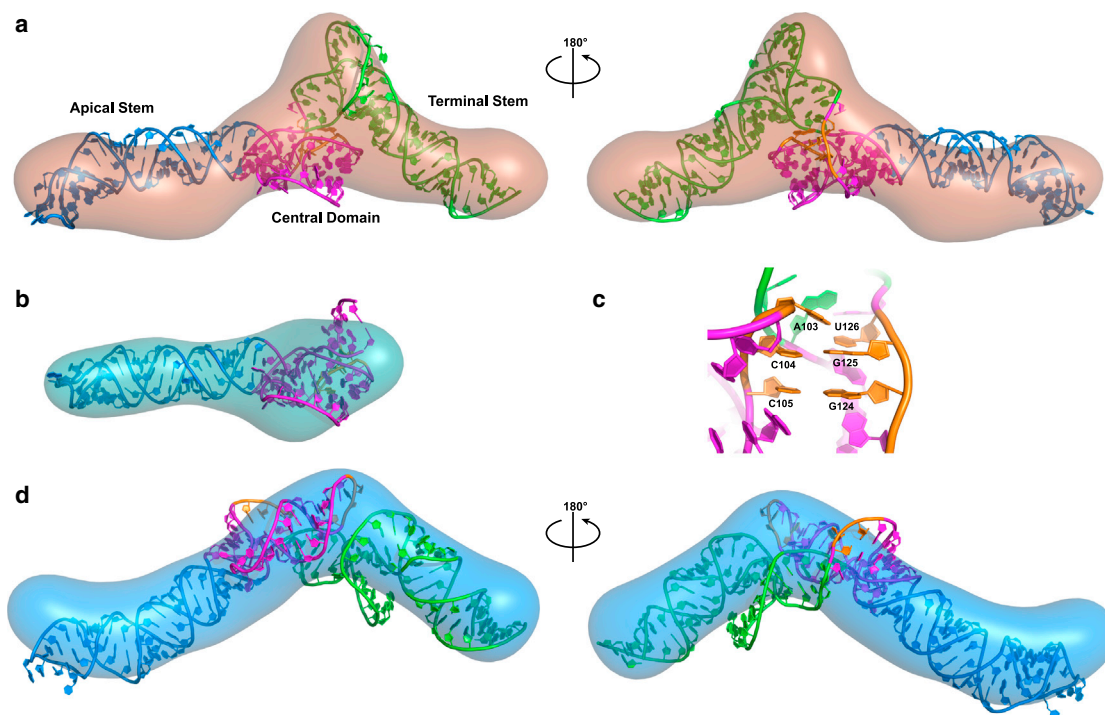 a
180°
Apical Stem
Terminal Stem
Central Domain
b
c
A103 U126
C104 G125
C105 G124
d
180°